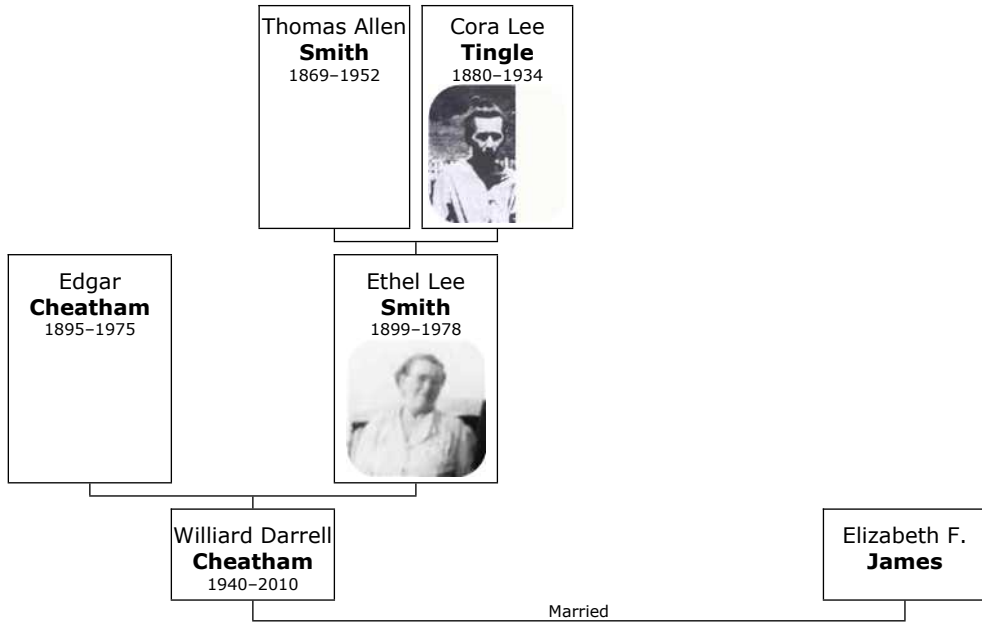 Thomas Allen
Smith
1869–1952
Cora Lee
Tingle
1880–1934
Edgar
Cheatham
1895–1975
Ethel Lee
Smith
1899–1978
Williard Darrell
Cheatham
1940–2010
Elizabeth F.
James
Married